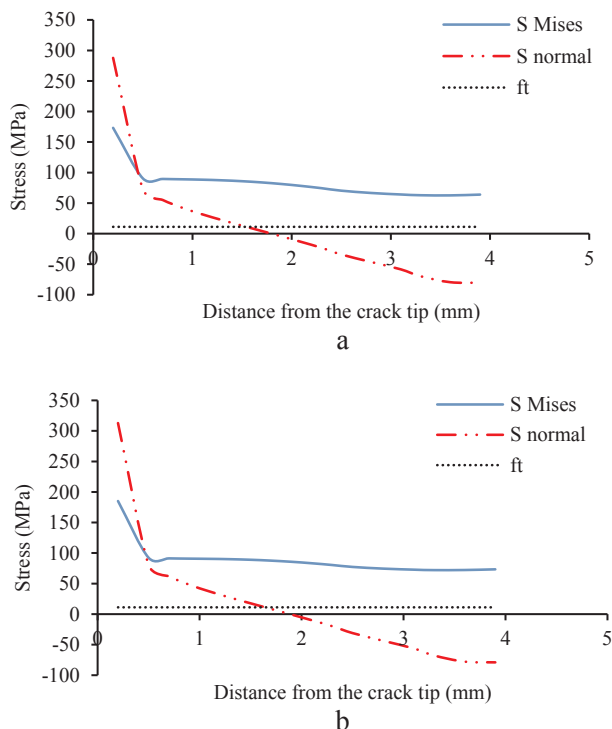 350
300
250
200
150
100
50
0
-50
-100
Stress (MPa)
S Mises
S normal
ft
0 1 2 3 4 5
Distance from the crack tip (mm)
a
350
300
250
200
150
100
50
0
-50
-100
Stress (MPa)
S Mises
S normal
ft
0 1 2 3 4 5
Distance from the crack tip (mm)
b